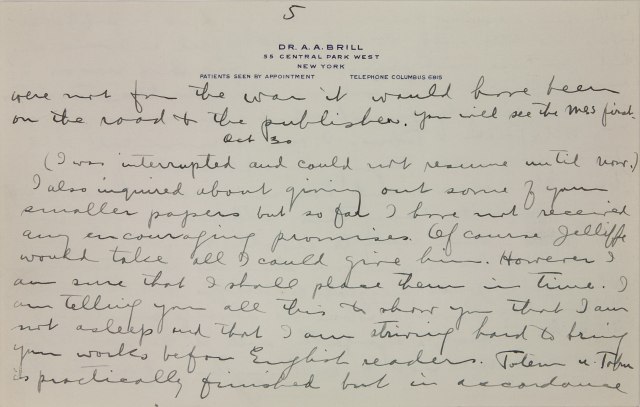 5
DR. A. A. BRILL
55 CENTRAL PARK WEST
NEW YORK
PATIENTS SEEN BY APPOINTMENT TELEPHONE COLUMBUS 6815
were not for the war it would have been
on the road to the publisher. You will see the mss first.
Oct 30
(I was interrupted and could not resume until now.)
I also inquired about giving out some of your
smaller papers but so far I have not received
any encouraging promises. Of course Jelliffe
would take all I could give him. However I
am sure that I shall place them in time. I
am telling you all this to show you that I am
not asleep and that I am striving hard to bring
your works before English readers. Totem u. Tabu
is practically finished but in accordance